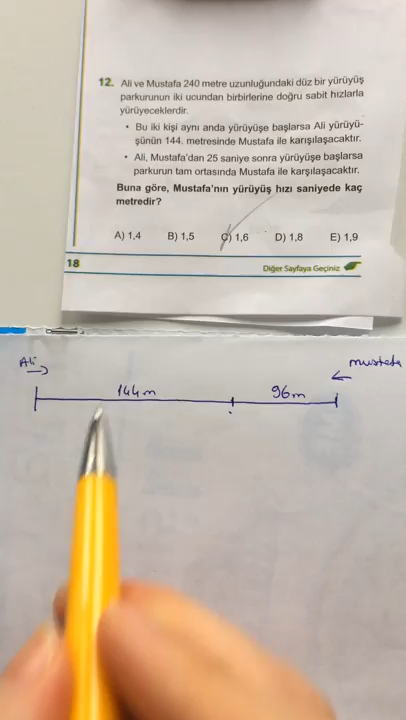 12. Ali ve Mustafa 240 metre uzunluğundaki düz bir yürüyüş
parkurunun iki ucundan birbirlerine doğru sabit hızlarla
yürüyeceklerdir.
• Bu iki kişi aynı anda yürüyüşe başlarsa Ali yürüyü-
şünün 144. metresinde Mustafa ile karşılaşacaktır.
• Ali, Mustafa'dan 25 saniye sonra yürüyüşe başlarsa
parkurun tam ortasında Mustafa ile karşılaşacaktır.
Buna göre, Mustafa'nın yürüyüş hızı saniyede kaç
metredir?
A) 1,4 B) 1,5 C) 1,6 D) 1,8 E) 1,9
18 Diğer Sayfaya Geçiniz
Ali mustafa
144m 96m